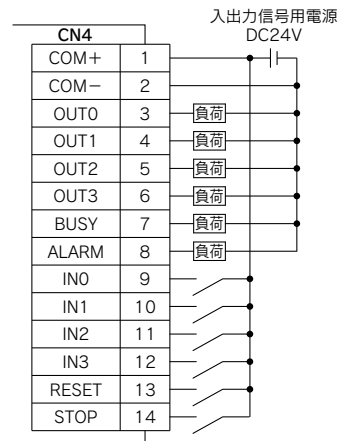 入出力信号用電源
DC24V
CN4
COM+ 1
COM− 2
OUT0 3 負荷
OUT1 4 負荷
OUT2 5 負荷
OUT3 6 負荷
BUSY 7 負荷
ALARM 8 負荷
IN0 9
IN1 10
IN2 11
IN3 12
RESET 13
STOP 14